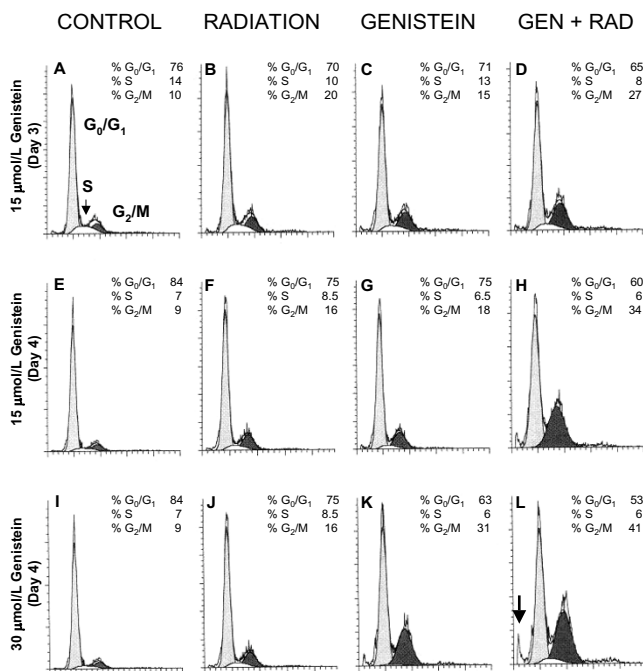 CONTROL RADIATION GENISTEIN GEN + RAD
15 µmol/L Genistein
(Day 3)
A
% G₀/G₁ 76
% S 14
% G₂/M 10
G₀/G₁
S
G₂/M
B
% G₀/G₁ 70
% S 10
% G₂/M 20
C
% G₀/G₁ 71
% S 13
% G₂/M 15
D
% G₀/G₁ 65
% S 8
% G₂/M 27
15 µmol/L Genistein
(Day 4)
E
% G₀/G₁ 84
% S 7
% G₂/M 9
F
% G₀/G₁ 75
% S 8.5
% G₂/M 16
G
% G₀/G₁ 75
% S 6.5
% G₂/M 18
H
% G₀/G₁ 60
% S 6
% G₂/M 34
30 µmol/L Genistein
(Day 4)
I
% G₀/G₁ 84
% S 7
% G₂/M 9
J
% G₀/G₁ 75
% S 8.5
% G₂/M 16
K
% G₀/G₁ 63
% S 6
% G₂/M 31
L
% G₀/G₁ 53
% S 6
% G₂/M 41